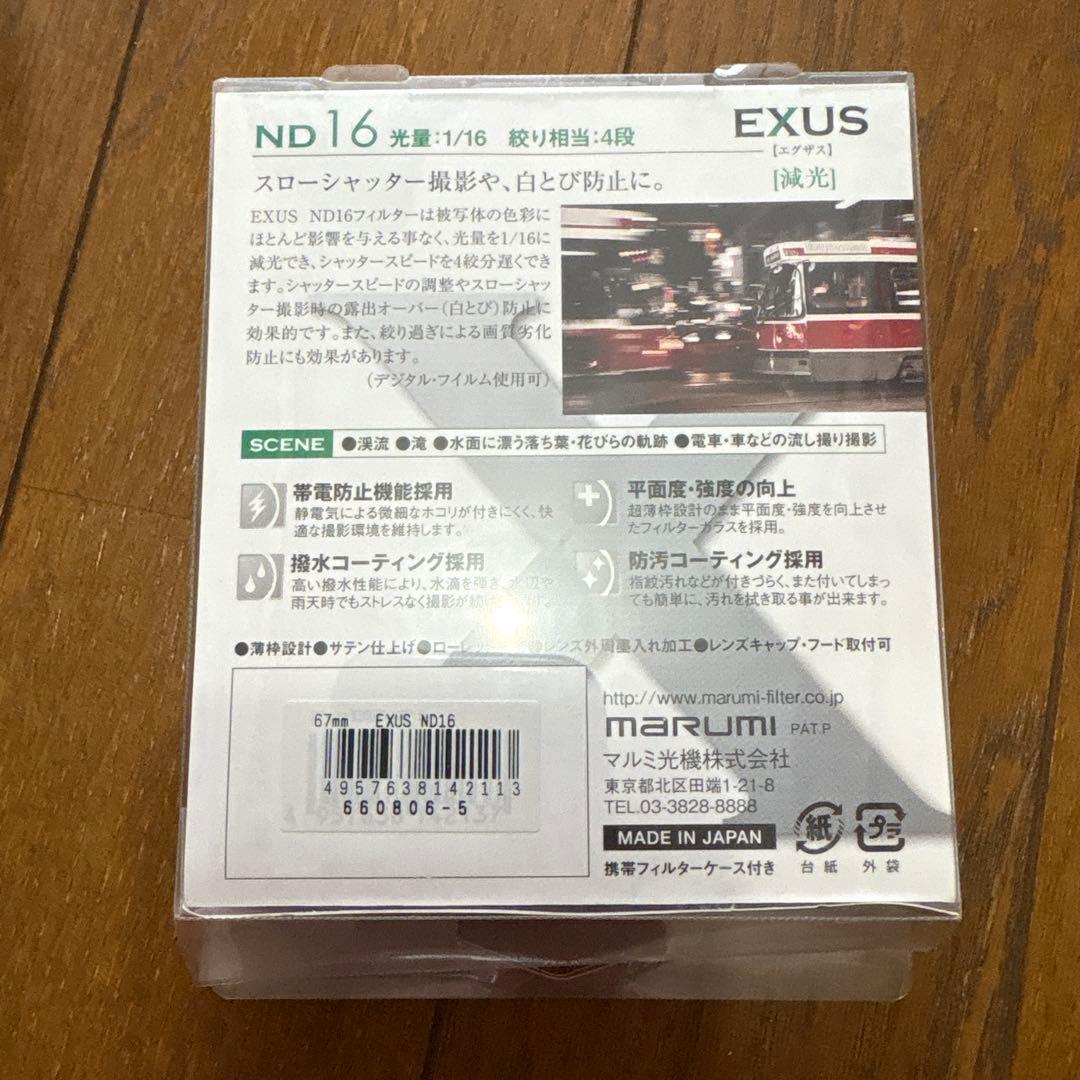 ND16 光量:1/16 絞り相当:4段
EXUS
【エグザス】
スローシャッター撮影や、白とび防止に。
[減光]
EXUS ND16フィルターは被写体の色彩に
ほとんど影響を与える事なく、光量を1/16に
減光でき、シャッタースピードを4絞分遅くでき
ます。シャッタースピードの調整やスローシャッ
ター撮影時の露出オーバー(白とび)防止に
効果的です。また、絞り過ぎによる画質劣化
防止にも効果があります。
(デジタル・フイルム使用可)
SCENE ●渓流 ●滝 ●水面に漂う落ち葉・花びらの軌跡 ●電車・車などの流し撮り撮影
帯電防止機能採用
静電気による微細なホコリが付きにくく、快
適な撮影環境を維持します。
平面度・強度の向上
超薄枠設計のまま平面度・強度を向上させ
たフィルターガラスを採用。
撥水コーティング採用
高い撥水性能により、水滴を弾き、水辺や
雨天時でもストレスなく撮影が続けます。
防汚コーティング採用
指紋汚れなどが付きづらく、また付いてしまっ
ても簡単に、汚れを拭き取る事が出来ます。
●薄枠設計●サテン仕上げ●ローレッ レンズ外周墨入れ加工●レンズキャップ・フード取付可
67mm EXUS ND16
4957638142113
660806-5
http://www.marumi-filter.co.jp
marumi PAT.P
マルミ光機株式会社
東京都北区田端1-21-8
TEL.03-3828-8888
MADE IN JAPAN
携帯フィルターケース付き
紙
台紙
プラ
外袋